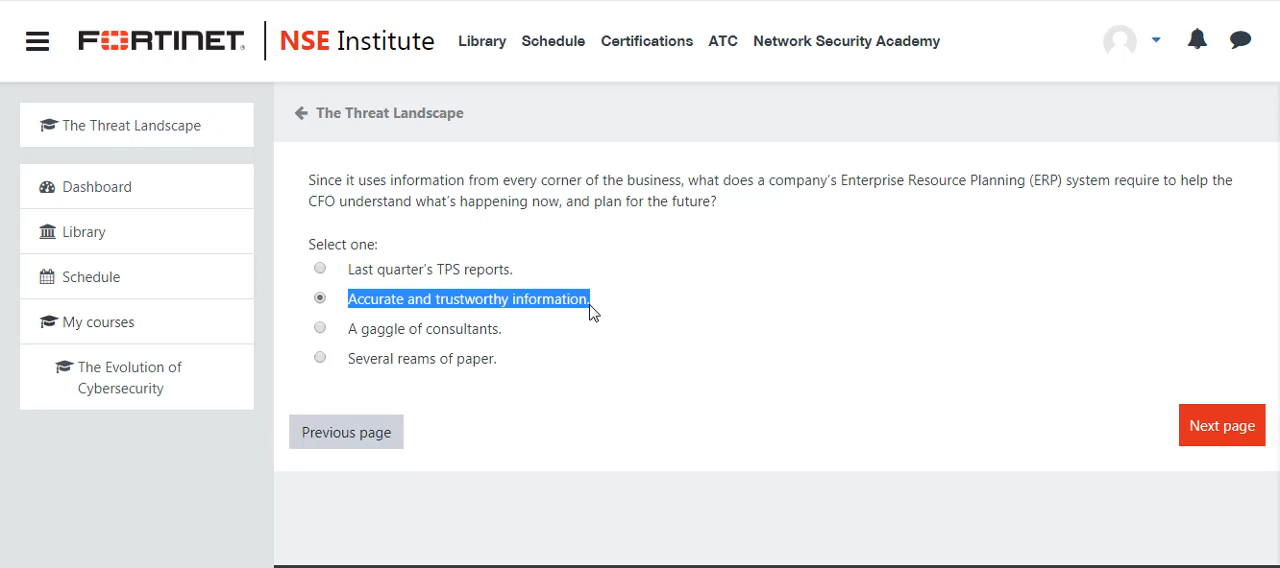 FORTINET NSE Institute Library Schedule Certifications ATC Network Security Academy
The Threat Landscape
Dashboard
Library
Schedule
My courses
The Evolution of
Cybersecurity
The Threat Landscape
Since it uses information from every corner of the business, what does a company's Enterprise Resource Planning (ERP) system require to help the
CFO understand what's happening now, and plan for the future?
Select one:
Last quarter's TPS reports.
Accurate and trustworthy information.
A gaggle of consultants.
Several reams of paper.
Previous page
Next page